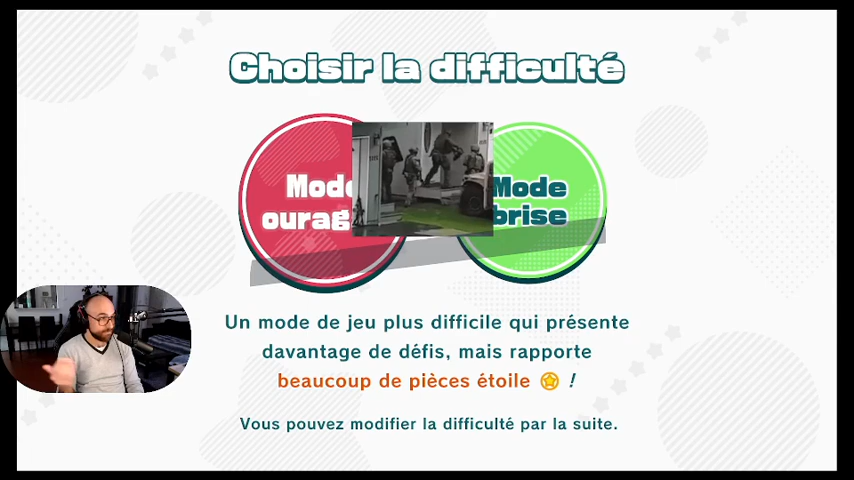 Choisir la difficulté
Mode
ourag
Mode
brise
Un mode de jeu plus difficile qui présente
davantage de défis, mais rapporte
beaucoup de pièces étoile !
Vous pouvez modifier la difficulté par la suite.